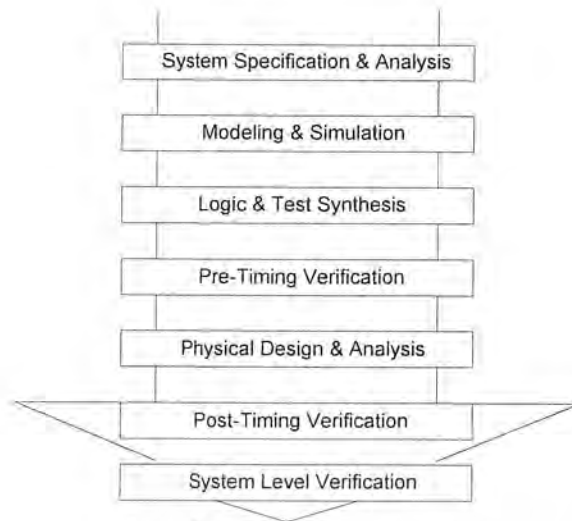 System Specification & Analysis
Modeling & Simulation
Logic & Test Synthesis
Pre-Timing Verification
Physical Design & Analysis
Post-Timing Verification
System Level Verification